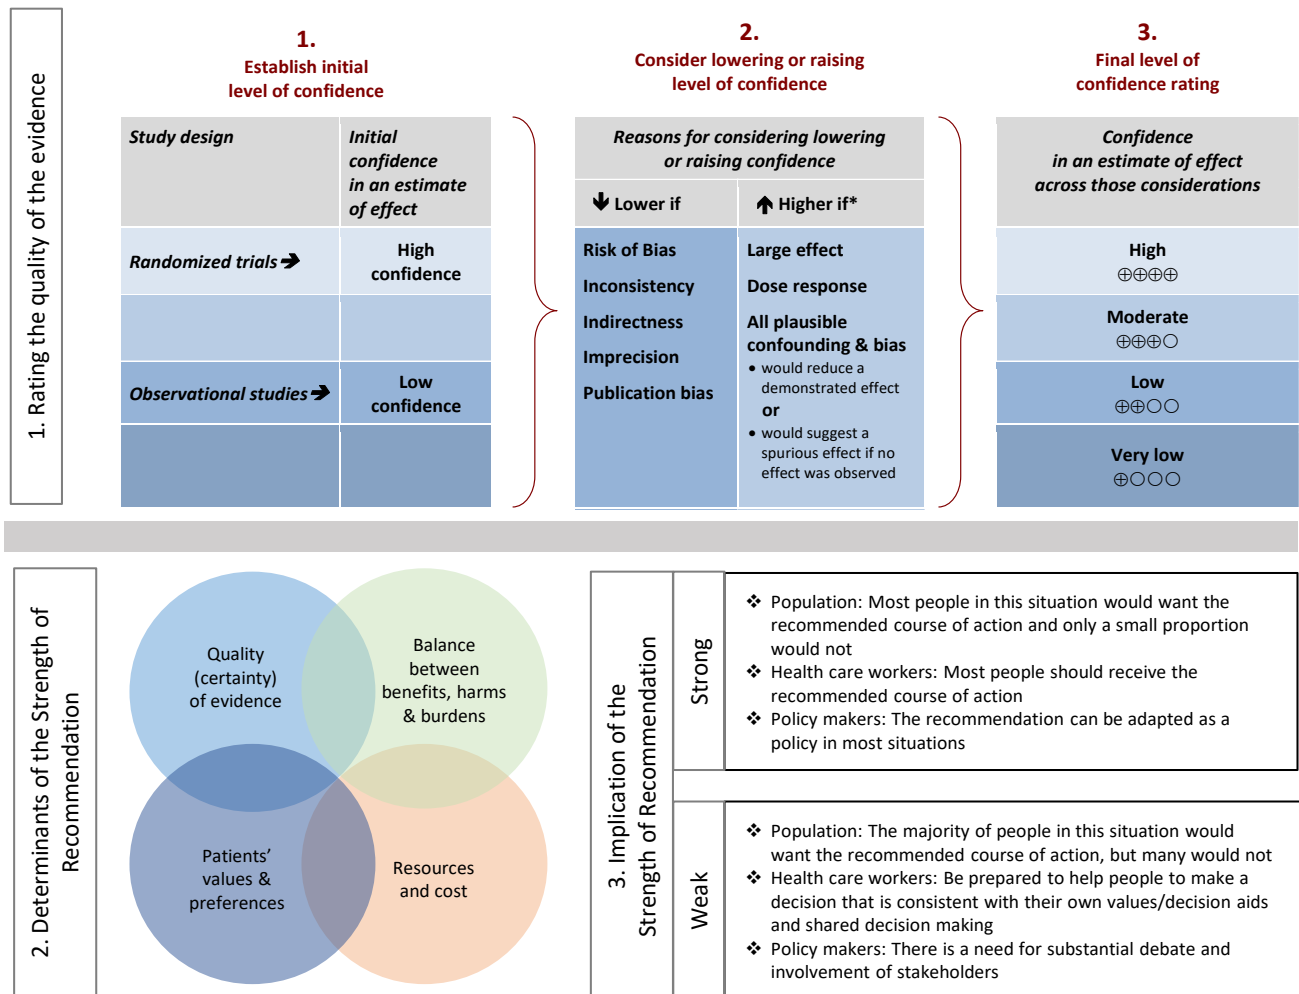 1. Rating the quality of the evidence
1.
Establish initial
level of confidence
2.
Consider lowering or raising
level of confidence
3.
Final level of
confidence rating
Study design
Initial
confidence
in an estimate
of effect
Randomized trials ➔
High
confidence
Observational studies ➔
Low
confidence
Reasons for considering lowering
or raising confidence
🡇 Lower if
🡅 Higher if*
Risk of Bias
Inconsistency
Indirectness
Imprecision
Publication bias
Large effect
Dose response
All plausible
confounding & bias
• would reduce a
demonstrated effect
or
• would suggest a
spurious effect if no
effect was observed
Confidence
in an estimate of effect
across those considerations
High
⊕⊕⊕⊕
Moderate
⊕⊕⊕○
Low
⊕⊕○○
Very low
⊕○○○
2. Determinants of the Strength of
Recommendation
Quality
(certainty)
of evidence
Balance
between
benefits, harms
& burdens
Patients’
values &
preferences
Resources
and cost
3. Implication of the
Strength of Recommendation
Strong
❖ Population: Most people in this situation would want the
recommended course of action and only a small proportion
would not
❖ Health care workers: Most people should receive the
recommended course of action
❖ Policy makers: The recommendation can be adapted as a
policy in most situations
Weak
❖ Population: The majority of people in this situation would
want the recommended course of action, but many would not
❖ Health care workers: Be prepared to help people to make a
decision that is consistent with their own values/decision aids
and shared decision making
❖ Policy makers: There is a need for substantial debate and
involvement of stakeholders